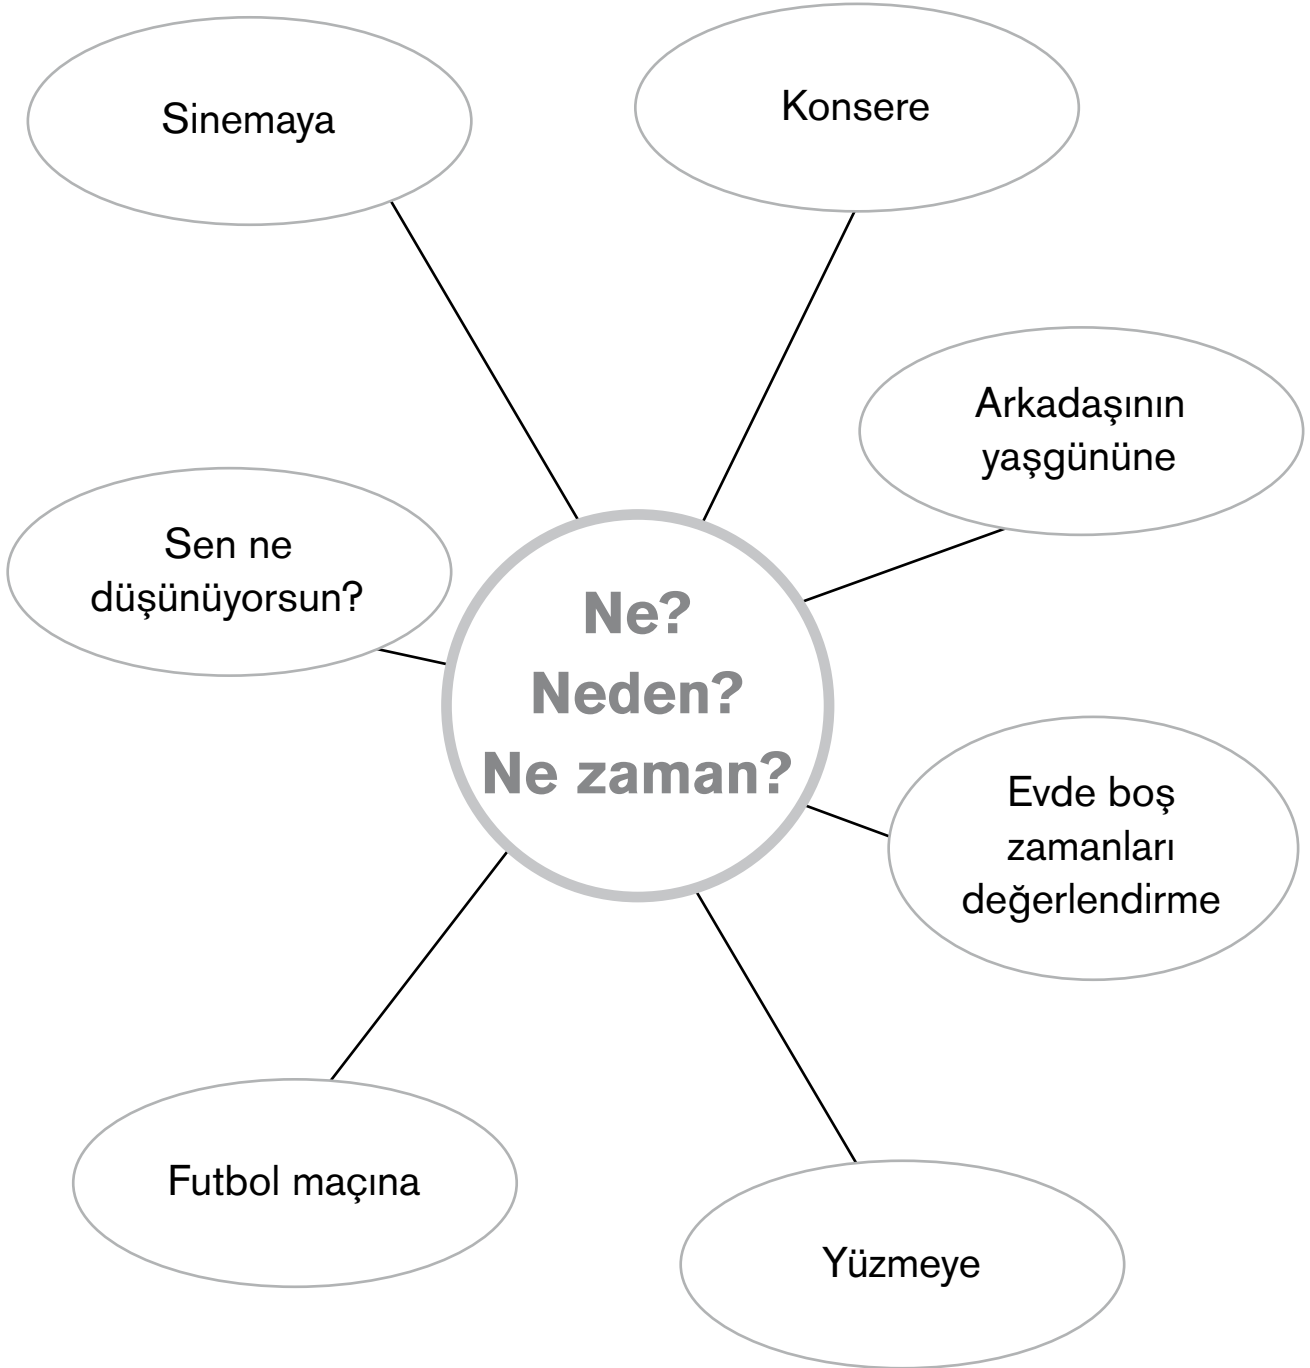 Sinemaya
Konsere
Arkadaşının
yaşgününe
Sen ne
düşünüyorsun?
Ne?
Neden?
Ne zaman?
Evde boş
zamanları
değerlendirme
Futbol maçına
Yüzmeye